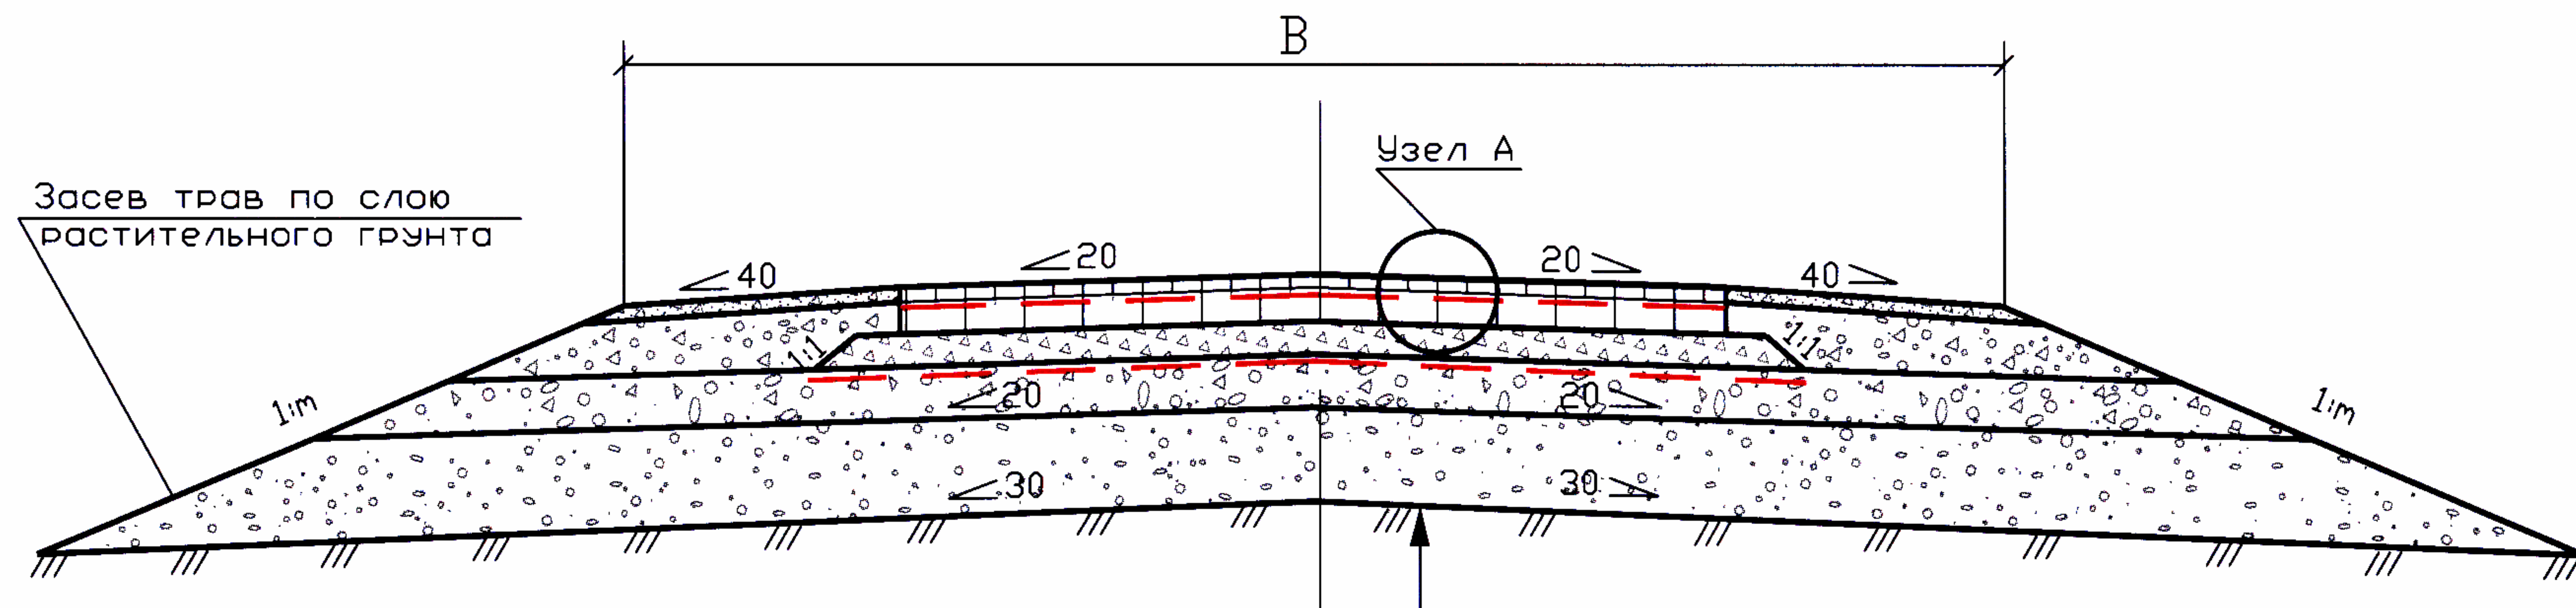 B
Узел А
Засев трав по слою
растительного грунта
40
20
20
40
1:1
1:1
1:m
20
20
1:m
30
30